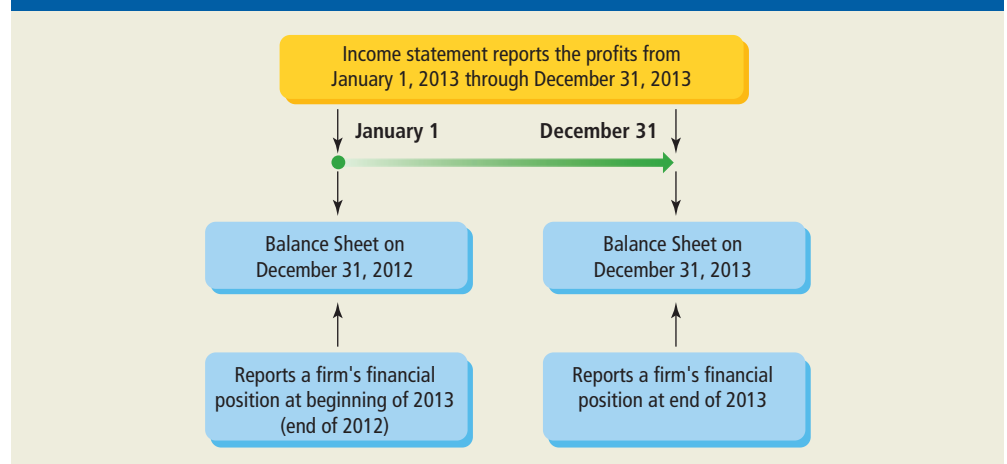 Income statement reports the profits from
January 1, 2013 through December 31, 2013
January 1
December 31
Balance Sheet on
December 31, 2012
Balance Sheet on
December 31, 2013
Reports a firm's financial
position at beginning of 2013
(end of 2012)
Reports a firm's financial
position at end of 2013